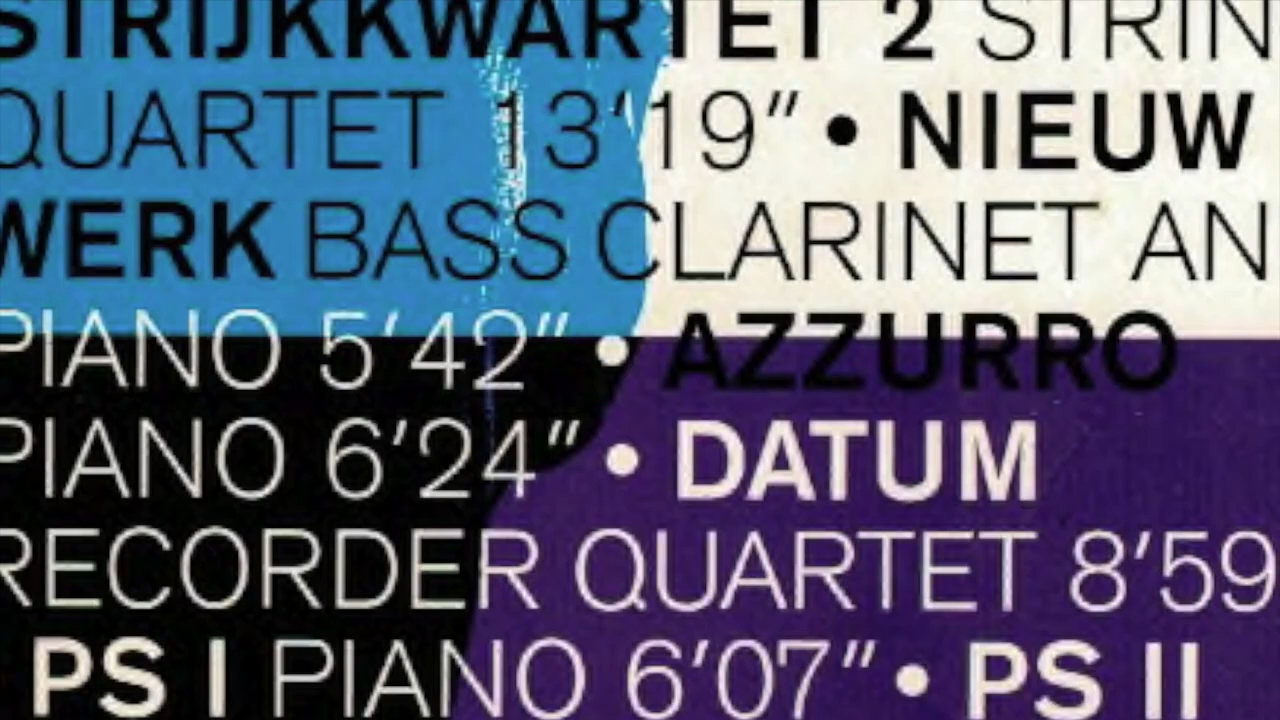 STRIJKKWARTET 2 STRIN
QUARTET 3'19" • NIEUW
WERK BASS CLARINET AN
PIANO 5'42" • AZZURRO
PIANO 6'24" • DATUM
RECORDER QUARTET 8'59
PS I PIANO 6'07" • PS II